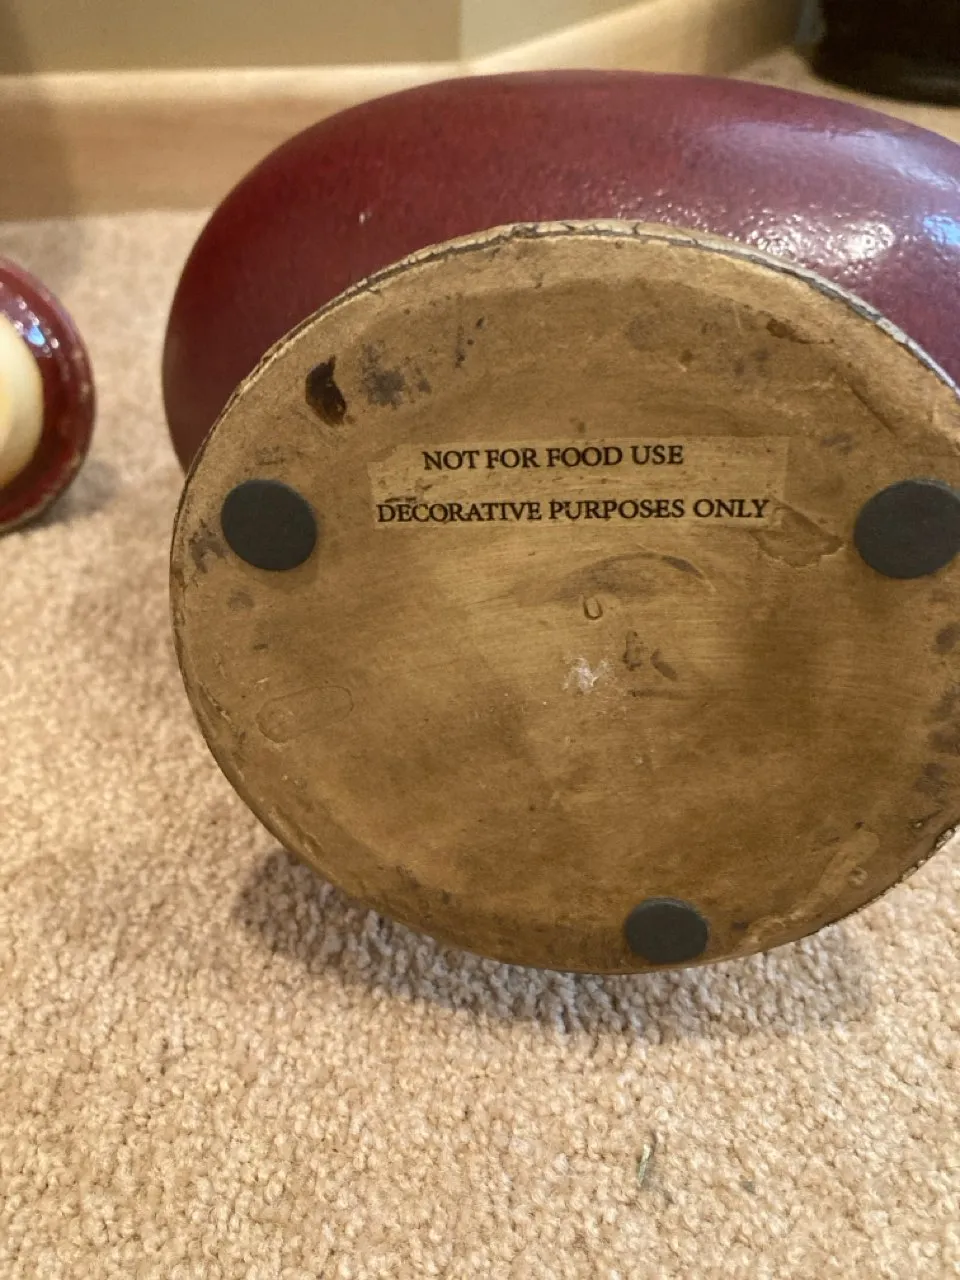 NOT FOR FOOD USE
DECORATIVE PURPOSES ONLY